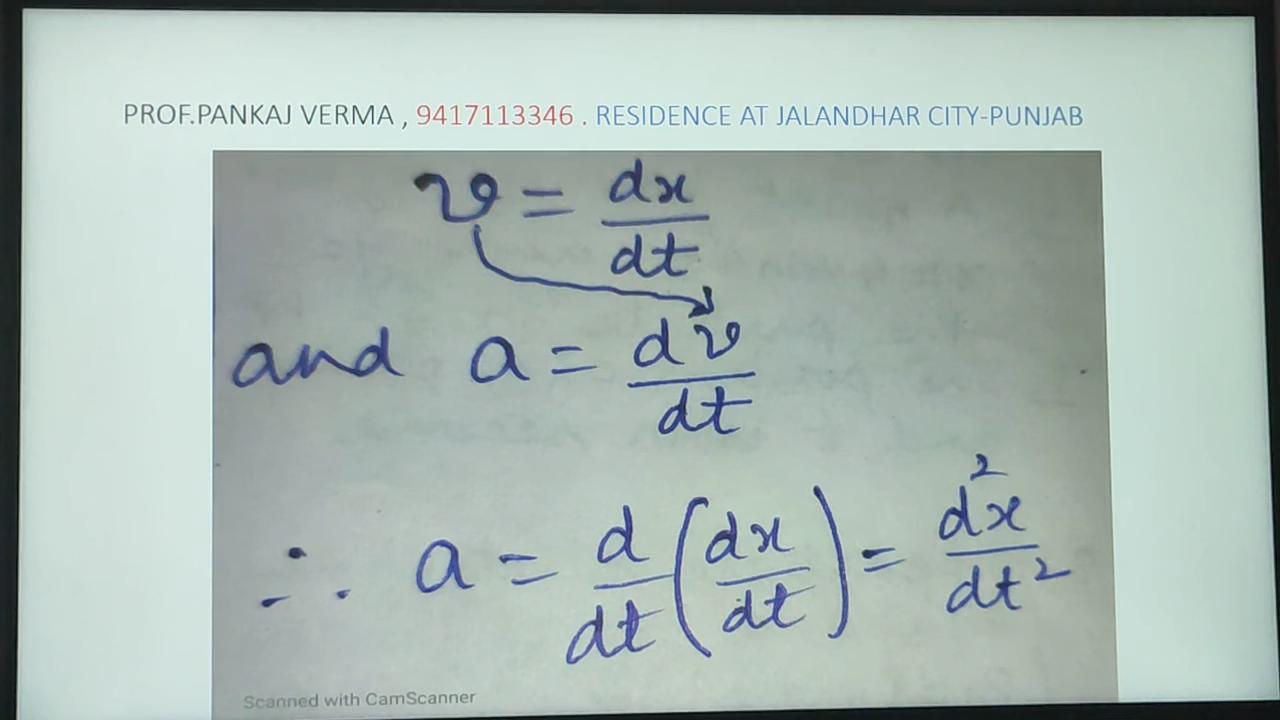 PROF.PANKAJ VERMA , 9417113346 . RESIDENCE AT JALANDHAR CITY-PUNJAB
v = dx/dt
and a = dv/dt
∴ a = d/dt (dx/dt) = d²x/dt²
Scanned with CamScanner